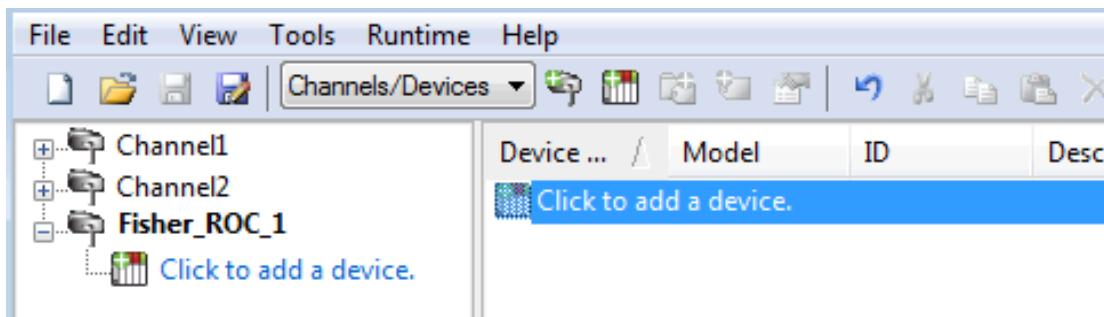 File Edit View Tools Runtime Help
Channels/Devices
Channel1
Channel2
Fisher_ROC_1
Click to add a device.
Device ... Model ID Desc
Click to add a device.